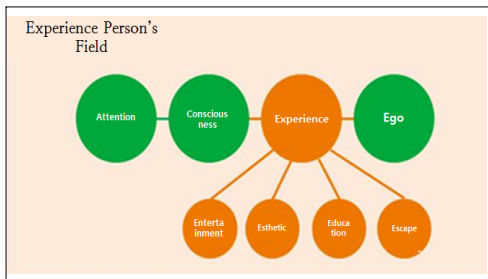 Experience Person's
Field
Attention
Conscious
ness
Experience
Ego
Enterta
inment
Esthetic
Educa
tion
Escape